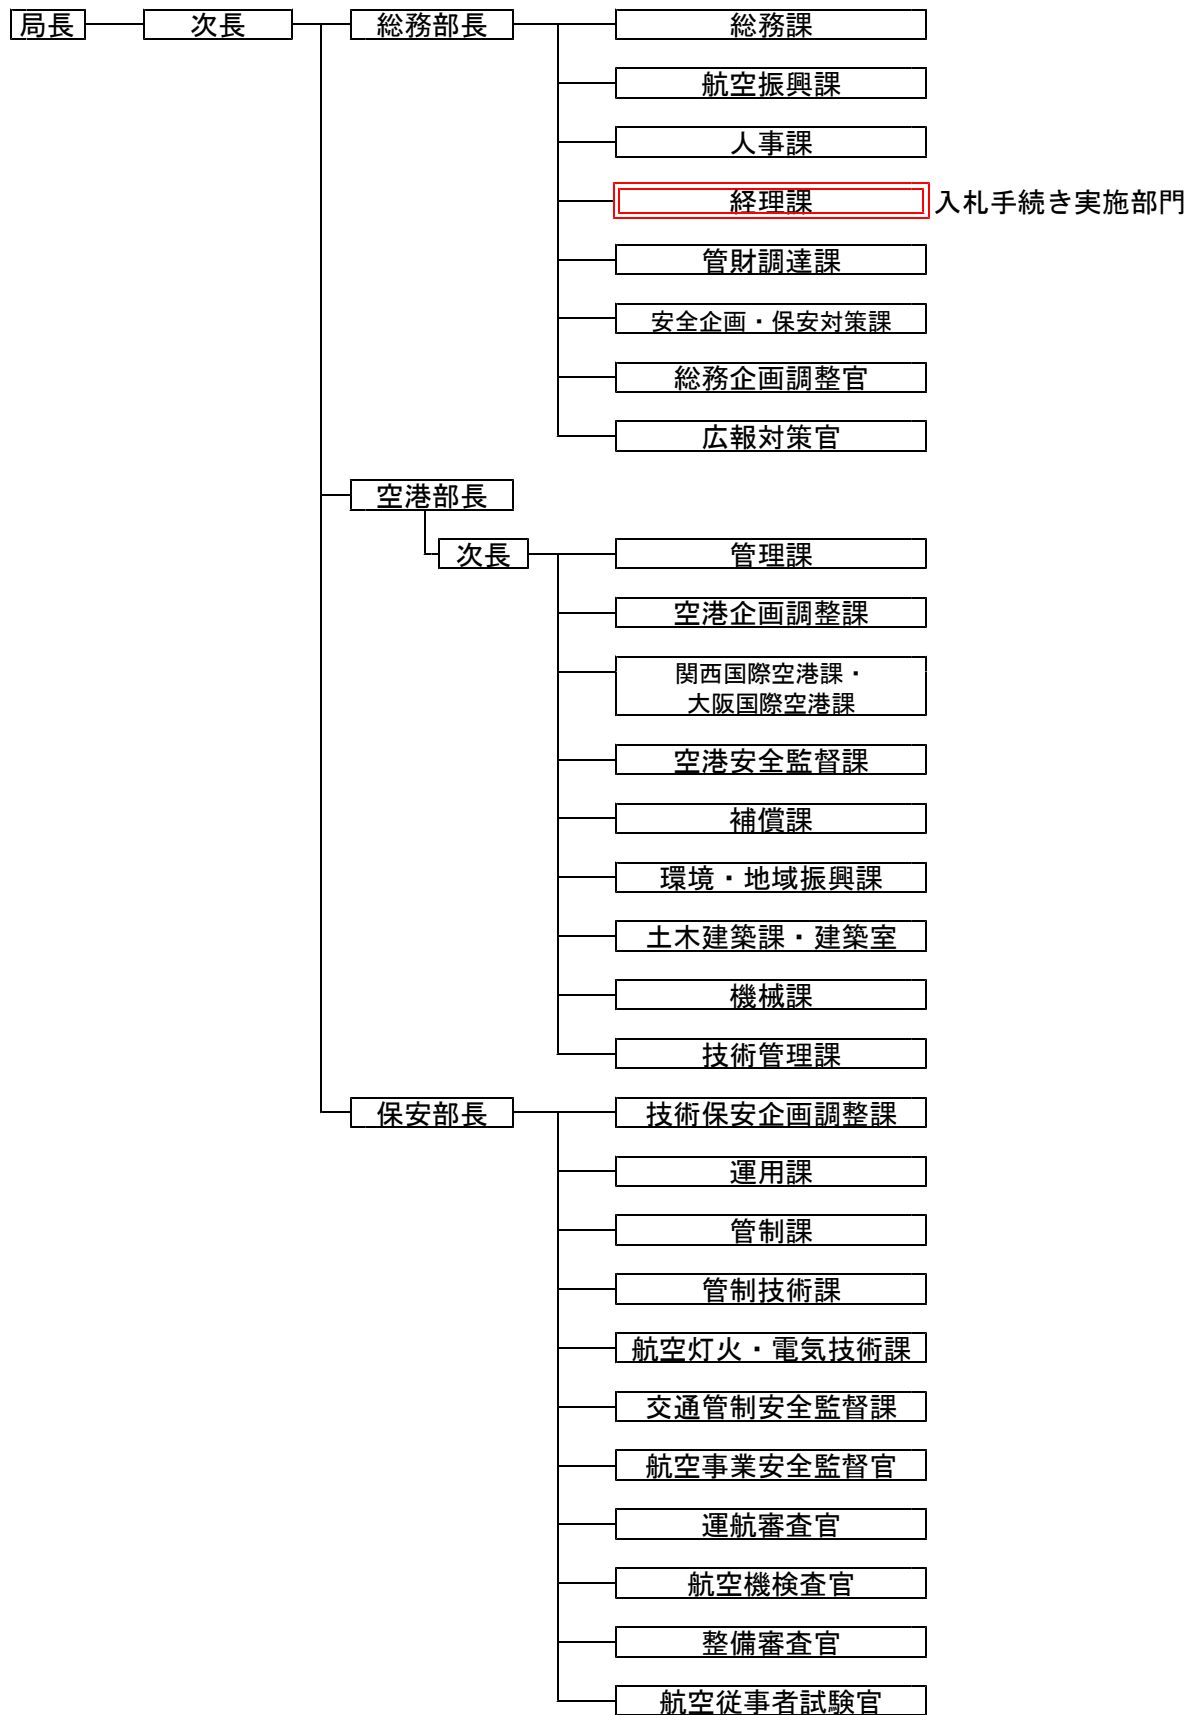 局長
次長
総務部長
総務課
航空振興課
人事課
経理課
入札手続き実施部門
管財調達課
安全企画・保安対策課
総務企画調整官
広報対策官
空港部長
次長
管理課
空港企画調整課
関西国際空港課・
大阪国際空港課
空港安全監督課
補償課
環境・地域振興課
土木建築課・建築室
機械課
技術管理課
保安部長
技術保安企画調整課
運用課
管制課
管制技術課
航空灯火・電気技術課
交通管制安全監督課
航空事業安全監督官
運航審査官
航空機検査官
整備審査官
航空従事者試験官